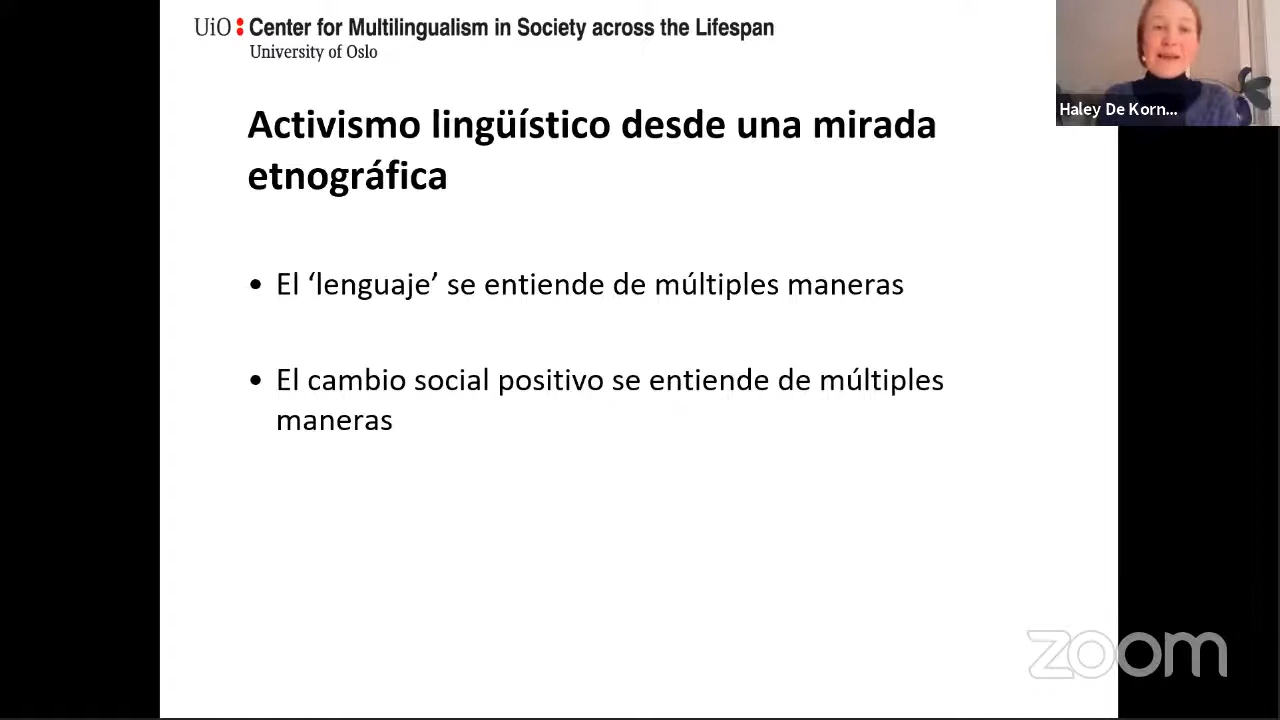 UiO : Center for Multilingualism in Society across the Lifespan
University of Oslo
Haley De Korn...
Activismo lingüístico desde una mirada
etnográfica
• El ‘lenguaje’ se entiende de múltiples maneras
• El cambio social positivo se entiende de múltiples
maneras
zoom